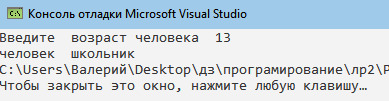 Консоль отладки Microsoft Visual Studio
Введите  возраст человека  13
человек  школьник
C:\Users\Валерий\Desktop\дз\програмирование\лр2\P
Чтобы закрыть это окно, нажмите любую клавишу…